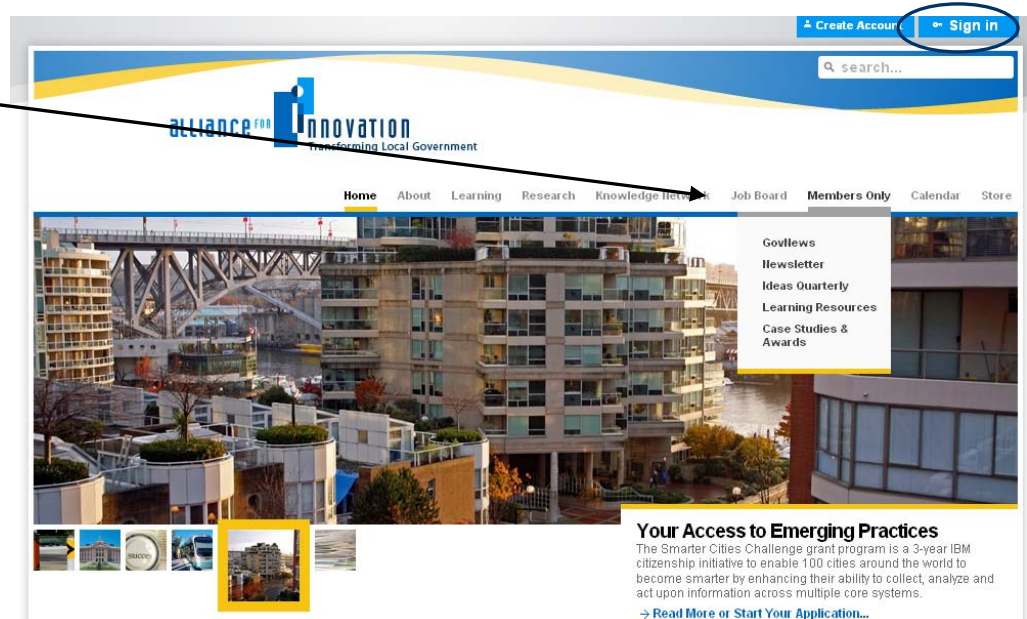 Create Account
Sign in
search...
alliance FOR innovation
Transforming Local Government
Home About Learning Research Knowledge Network Job Board Members Only Calendar Store
GovNews
Newsletter
Ideas Quarterly
Learning Resources
Case Studies &
Awards
succes
Your Access to Emerging Practices
The Smarter Cities Challenge grant program is a 3-year IBM
citizenship initiative to enable 100 cities around the world to
become smarter by enhancing their ability to collect, analyze and
act upon information across multiple core systems.
→ Read More or Start Your Application...